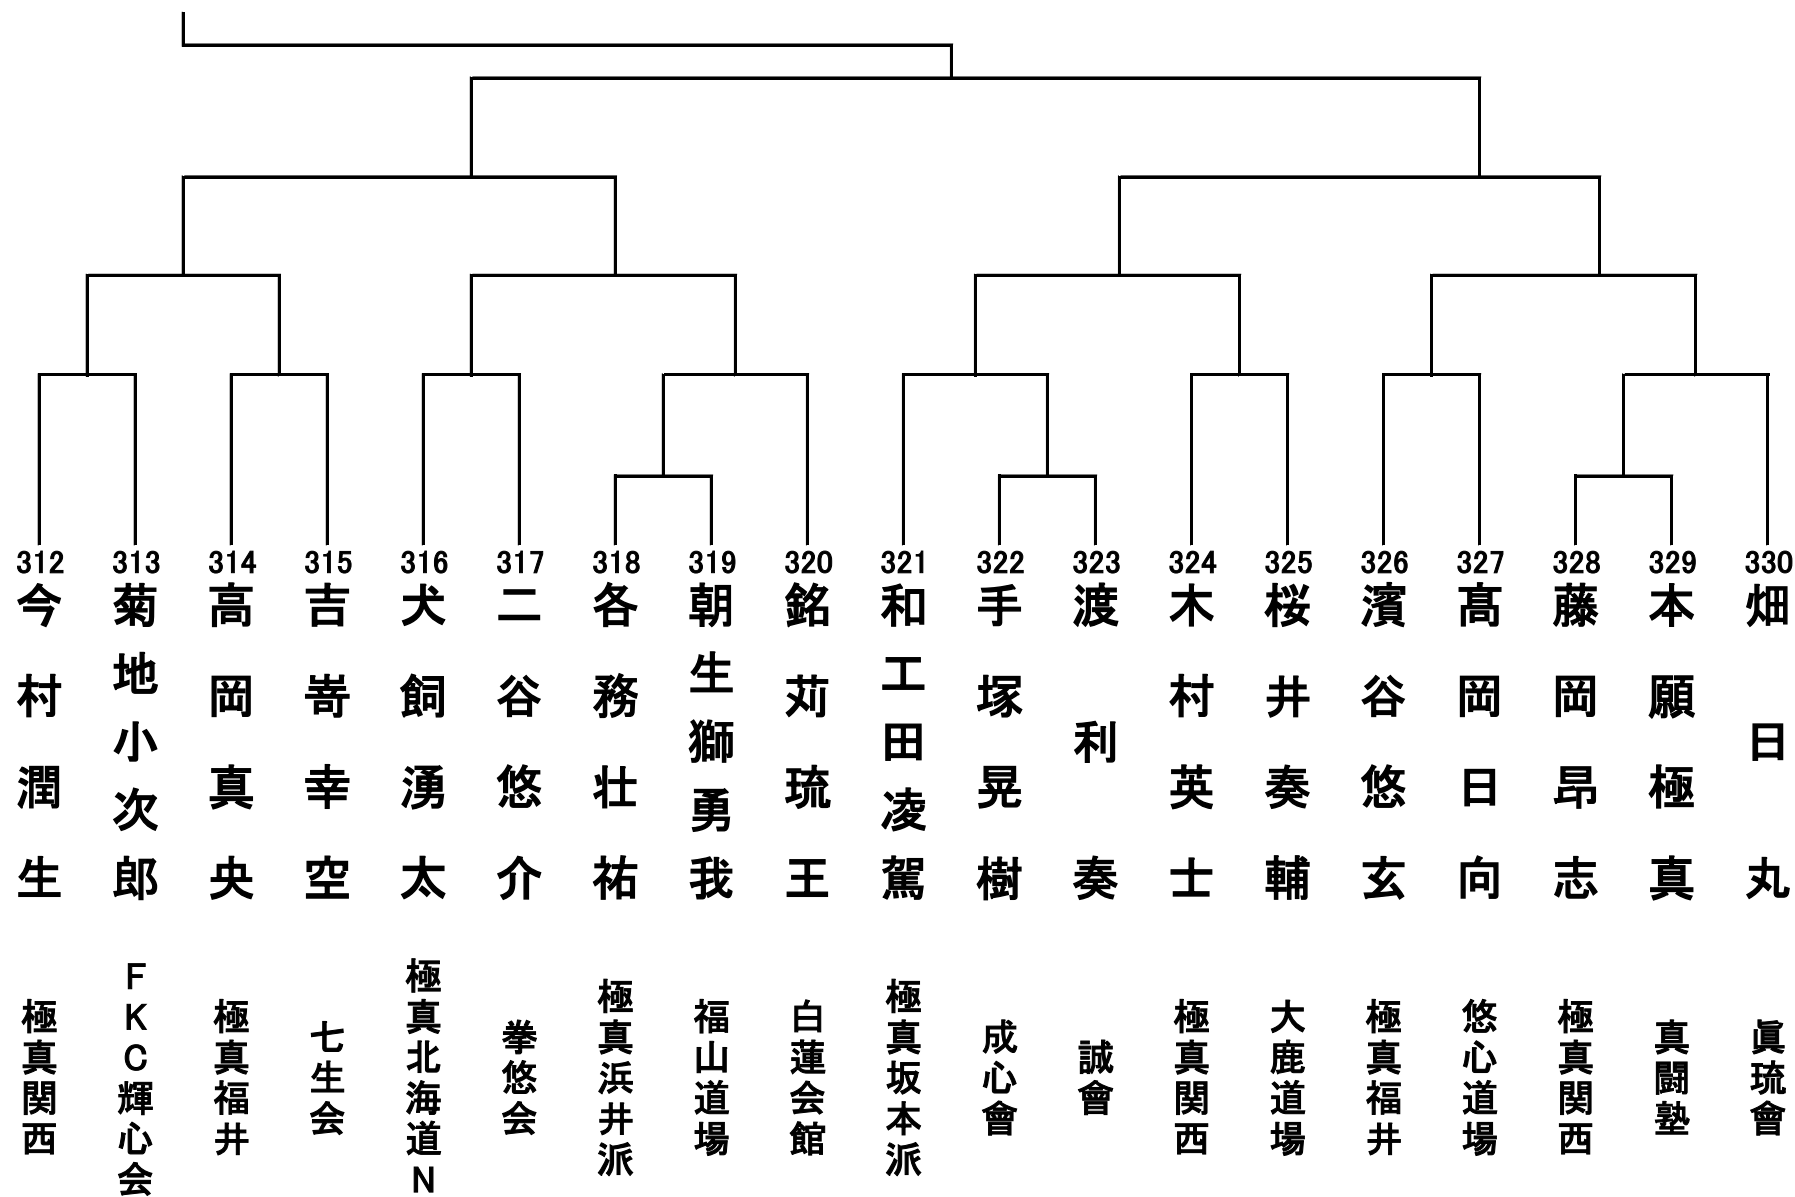 312 313 314 315 316 317 318 319 320 321 322 323 324 325 326 327 328 329 330
今村潤生
菊地小次郎
高岡真央
吉嵜幸空
犬飼湧太
二谷悠介
各務壮祐
朝生獅勇我
銘苅琉王
和工田凌駕
手塚晃樹
渡利奏
木村英士
桜井奏輔
濱谷悠玄
髙岡日向
藤岡昂志
本願極真
畑日丸
極真関西
FKC輝心会
極真福井
七生会
極真北海道N
拳悠会
極真浜井派
福山道場
白蓮会館
極真坂本派
成心會
誠會
極真関西
大鹿道場
極真福井
悠心道場
極真関西
真闘塾
眞琉會